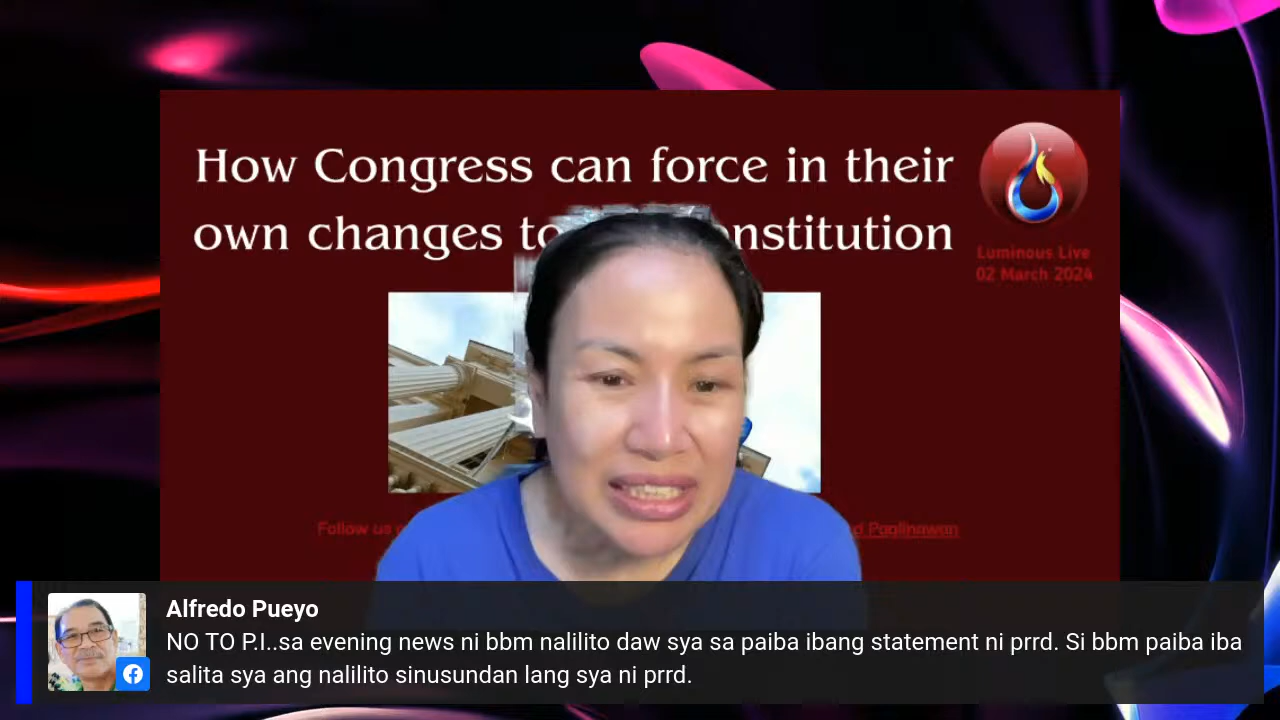 How Congress can force in their
own changes to nstitution
Luminous Live
02 March 2024
Follow us
d Paglinawan
Alfredo Pueyo
NO TO P.I..sa evening news ni bbm nalilito daw sya sa paiba ibang statement ni prrd. Si bbm paiba iba
salita sya ang nalilito sinusundan lang sya ni prrd.